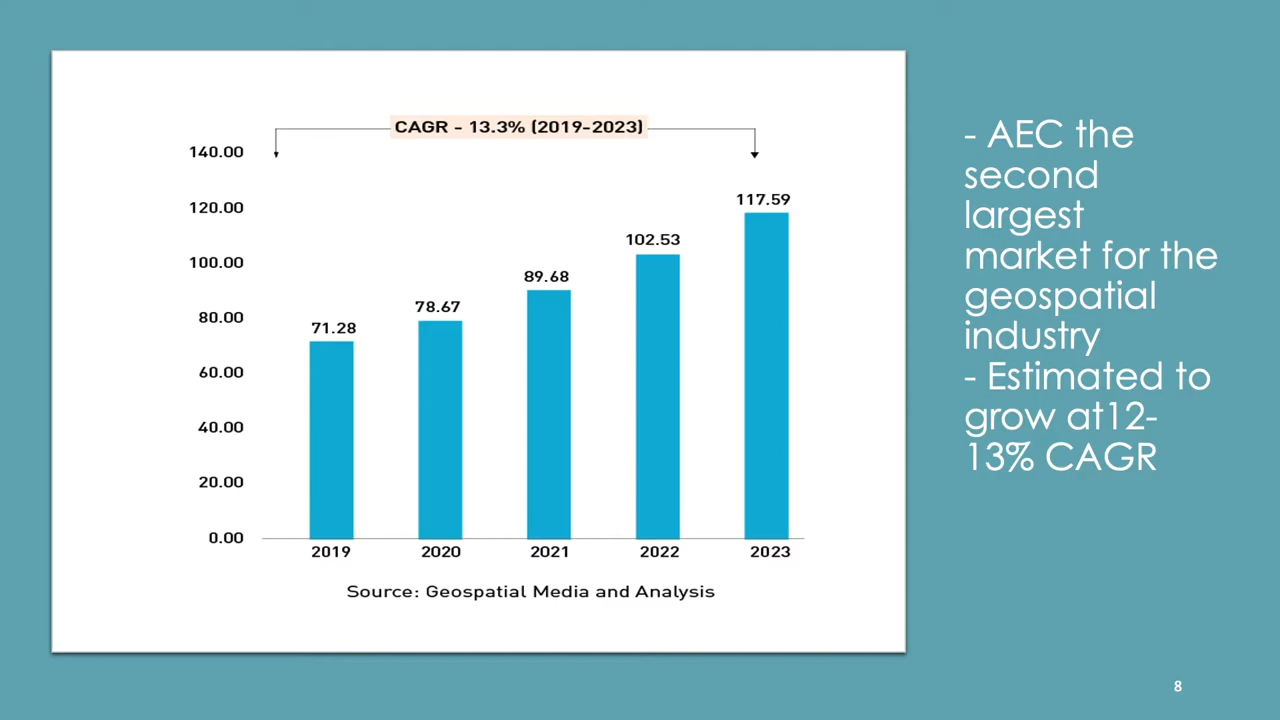 CAGR - 13.3% (2019-2023)
140.00
120.00
100.00
80.00
60.00
40.00
20.00
0.00
71.28
78.67
89.68
102.53
117.59
2019
2020
2021
2022
2023
Source: Geospatial Media and Analysis
- AEC the
second
largest
market for the
geospatial
industry
- Estimated to
grow at12-
13% CAGR
8